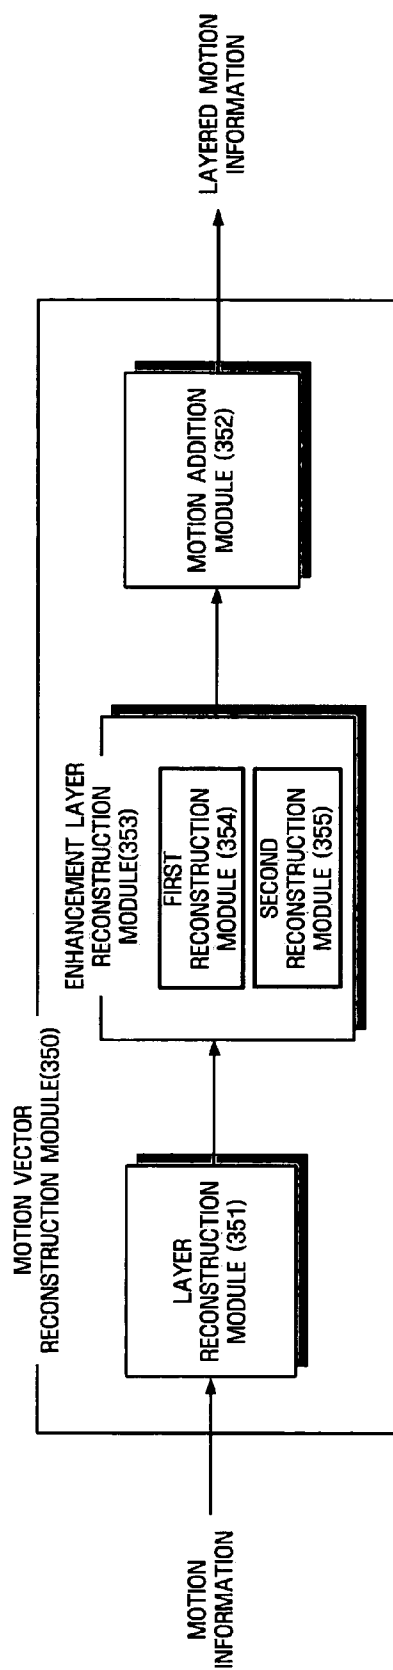 MOTION
INFORMATION
MOTION VECTOR
RECONSTRUCTION MODULE(350)
LAYER
RECONSTRUCTION
MODULE (351)
ENHANCEMENT LAYER
RECONSTRUCTION
MODULE(353)
FIRST
RECONSTRUCTION
MODULE (354)
SECOND
RECONSTRUCTION
MODULE (355)
MOTION ADDITION
MODULE (352)
LAYERED MOTION
INFORMATION